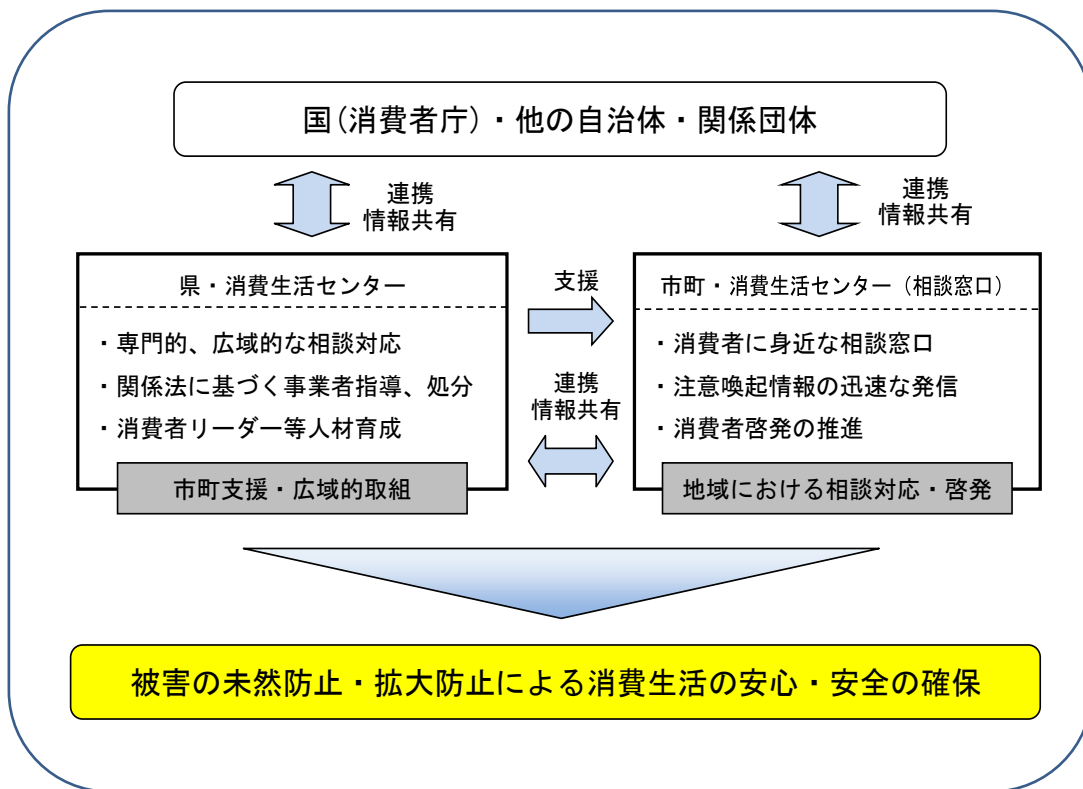 国(消費者庁)・他の自治体・関係団体
連携
情報共有
連携
情報共有
県・消費生活センター
・専門的、広域的な相談対応
・関係法に基づく事業者指導、処分
・消費者リーダー等人材育成
市町支援・広域的取組
支援
連携
情報共有
市町・消費生活センター（相談窓口）
・消費者に身近な相談窓口
・注意喚起情報の迅速な発信
・消費者啓発の推進
地域における相談対応・啓発
被害の未然防止・拡大防止による消費生活の安心・安全の確保